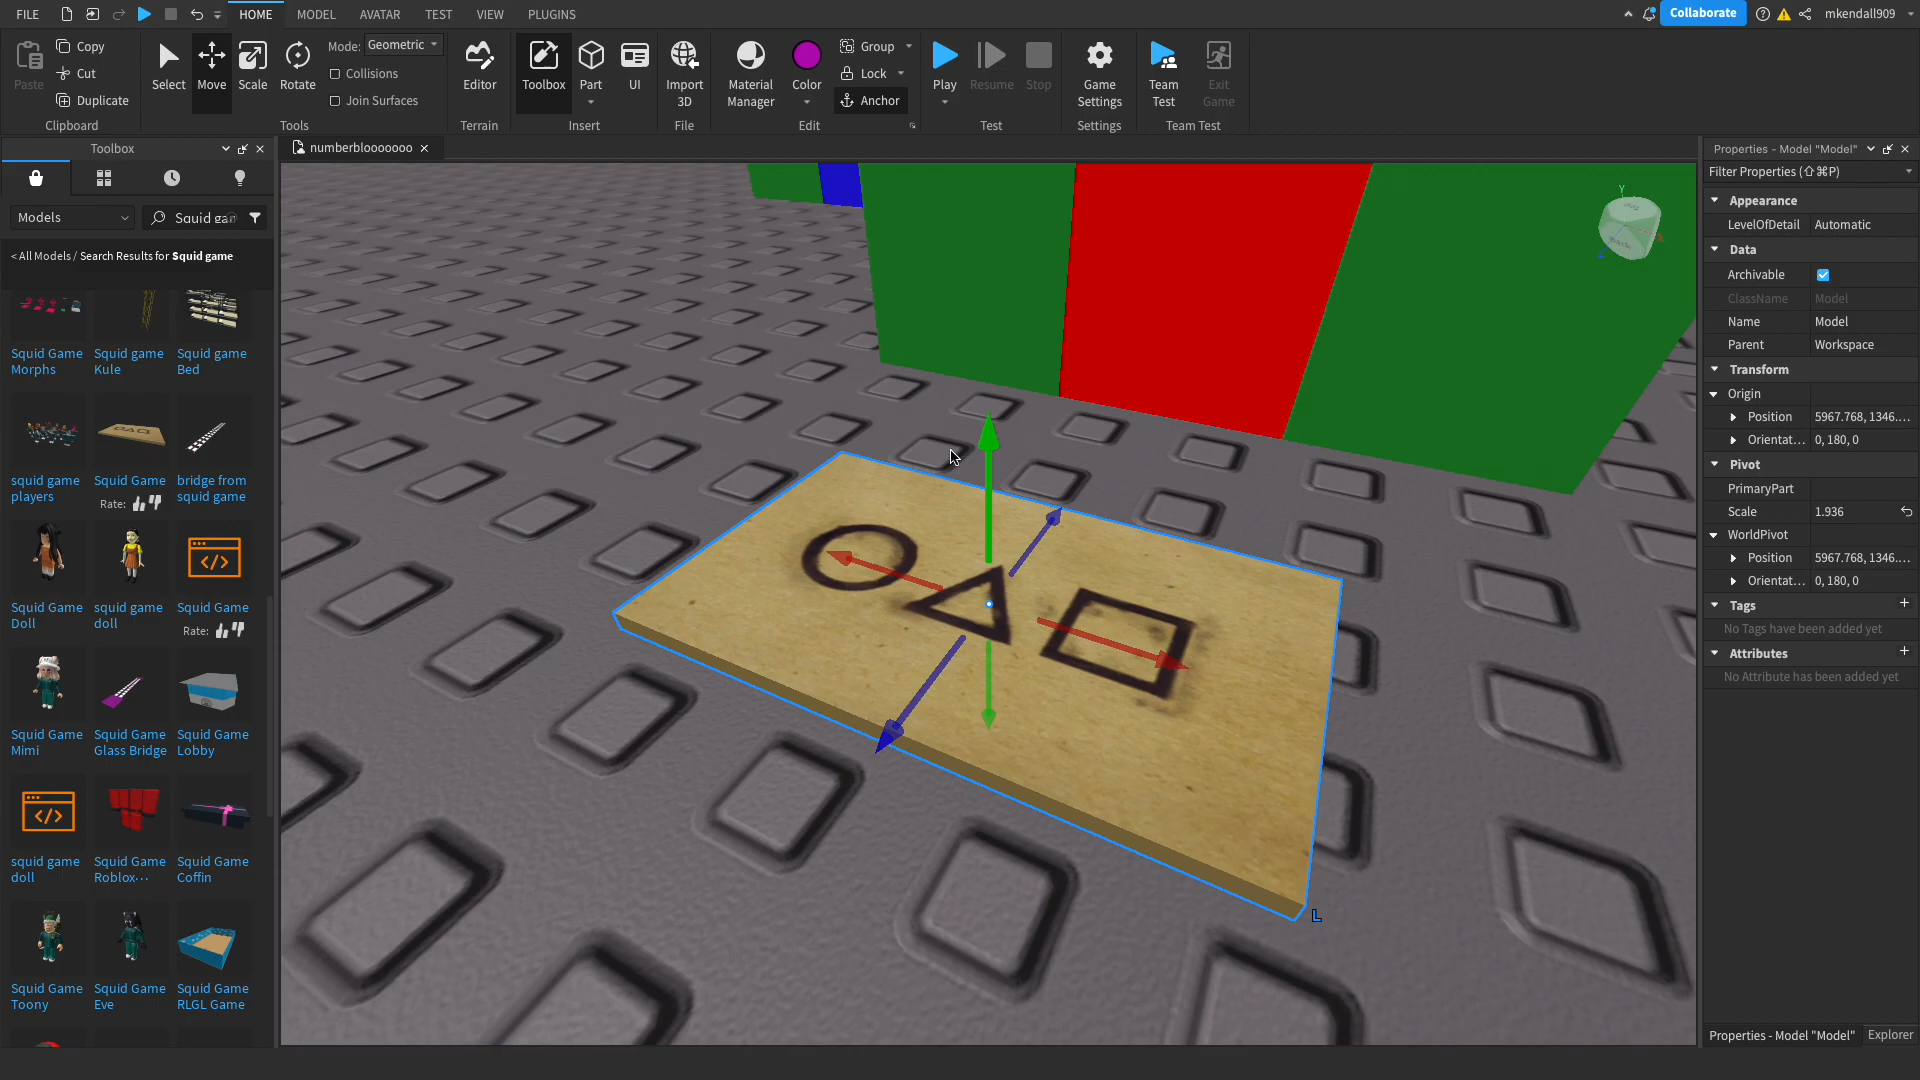 FILE HOME MODEL AVATAR TEST VIEW PLUGINS Collaborate mkendall909
Paste Copy Cut Duplicate Clipboard
Select Move Scale Rotate Mode: Geometric Collisions Join Surfaces Tools
Editor Terrain
Toolbox Part UI Insert
Import 3D File
Material Manager Color Group Lock Anchor Edit
Play Resume Stop Test
Game Settings Settings
Team Test Exit Game Team Test
Toolbox
numberblooooooo
Models Squid ga
< All Models / Search Results for Squid game
Squid Game Morphs
Squid game Kule
Squid game Bed
squid game players
Squid Game
Rate:
bridge from squid game
Squid Game Doll
squid game doll
Squid Game
Rate:
Squid Game Mimi
Squid Game Glass Bridge
Squid Game Lobby
squid game doll
Squid Game Roblox...
Squid Game Coffin
Squid Game Toony
Squid Game Eve
Squid Game RLGL Game
L
Properties - Model "Model"
Filter Properties (⇧⌘P)
Appearance
LevelOfDetail Automatic
Data
Archivable
ClassName Model
Name Model
Parent Workspace
Transform
Origin
Position 5967.768, 1346....
Orientat... 0, 180, 0
Pivot
PrimaryPart
Scale 1.936
WorldPivot
Position 5967.768, 1346....
Orientat... 0, 180, 0
Tags
No Tags have been added yet
Attributes
No Attribute has been added yet
Properties - Model "Model" Explorer